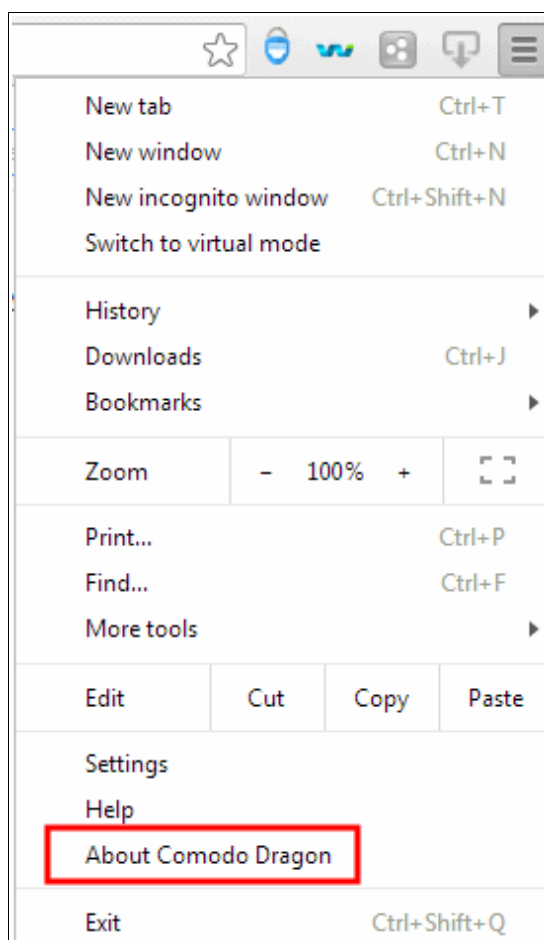 New tab Ctrl+T
New window Ctrl+N
New incognito window Ctrl+Shift+N
Switch to virtual mode
History
Downloads Ctrl+J
Bookmarks
Zoom - 100% +
Print... Ctrl+P
Find... Ctrl+F
More tools
Edit Cut Copy Paste
Settings
Help
About Comodo Dragon
Exit Ctrl+Shift+Q